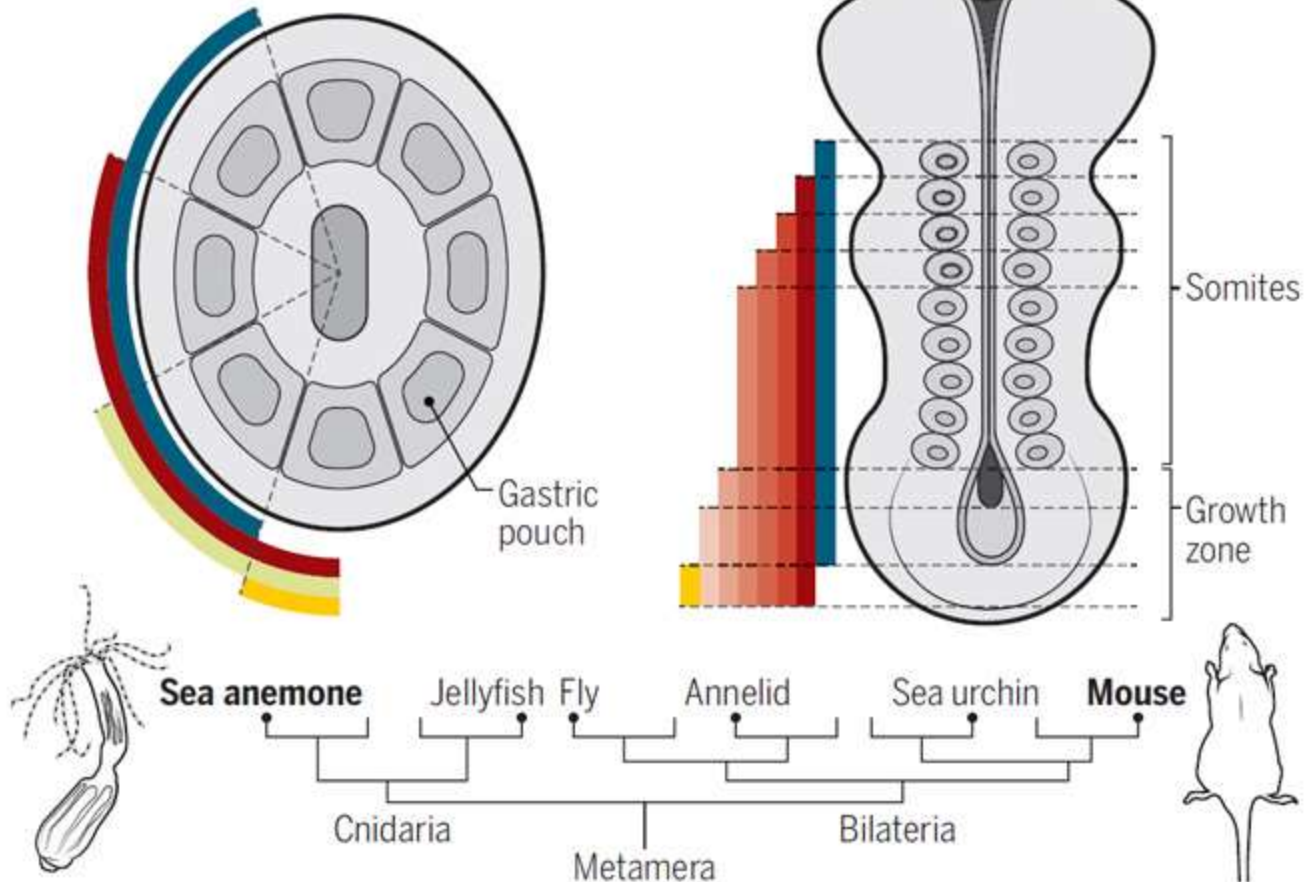 Somites
Gastric
pouch
Growth
zone
Sea anemone
Jellyfish
Fly
Annelid
Sea urchin
Mouse
Cnidaria
Bilateria
Metamera